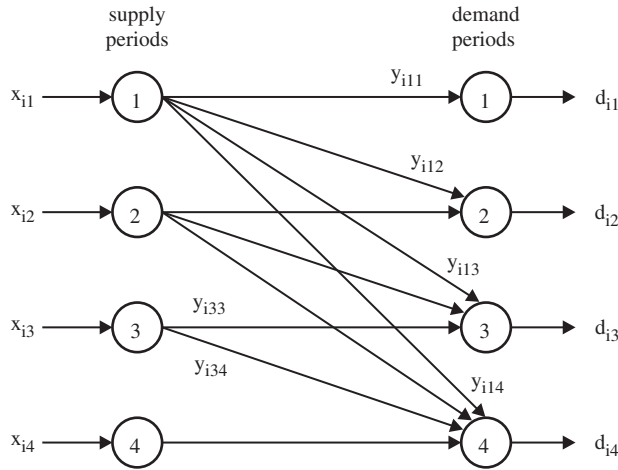 supply periods
demand periods
x_i1 1 y_i11 1 d_i1
y_i12
x_i2 2 2 d_i2
y_i13
x_i3 3 y_i33 3 d_i3
y_i34
y_i14
x_i4 4 4 d_i4